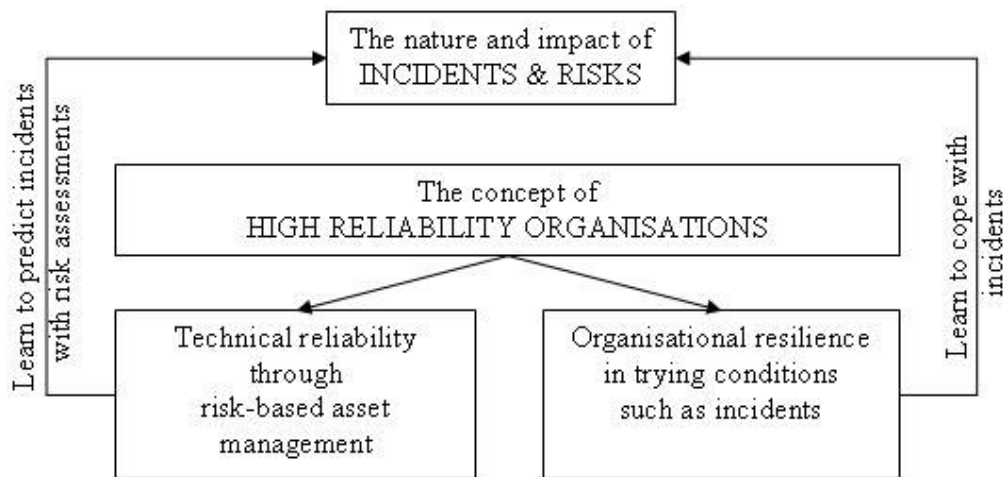 The nature and impact of
INCIDENTS & RISKS
Learn to predict incidents
with risk assessments
The concept of
HIGH RELIABILITY ORGANISATIONS
Learn to cope with
incidents
Technical reliability
through
risk-based asset
management
Organisational resilience
in trying conditions
such as incidents